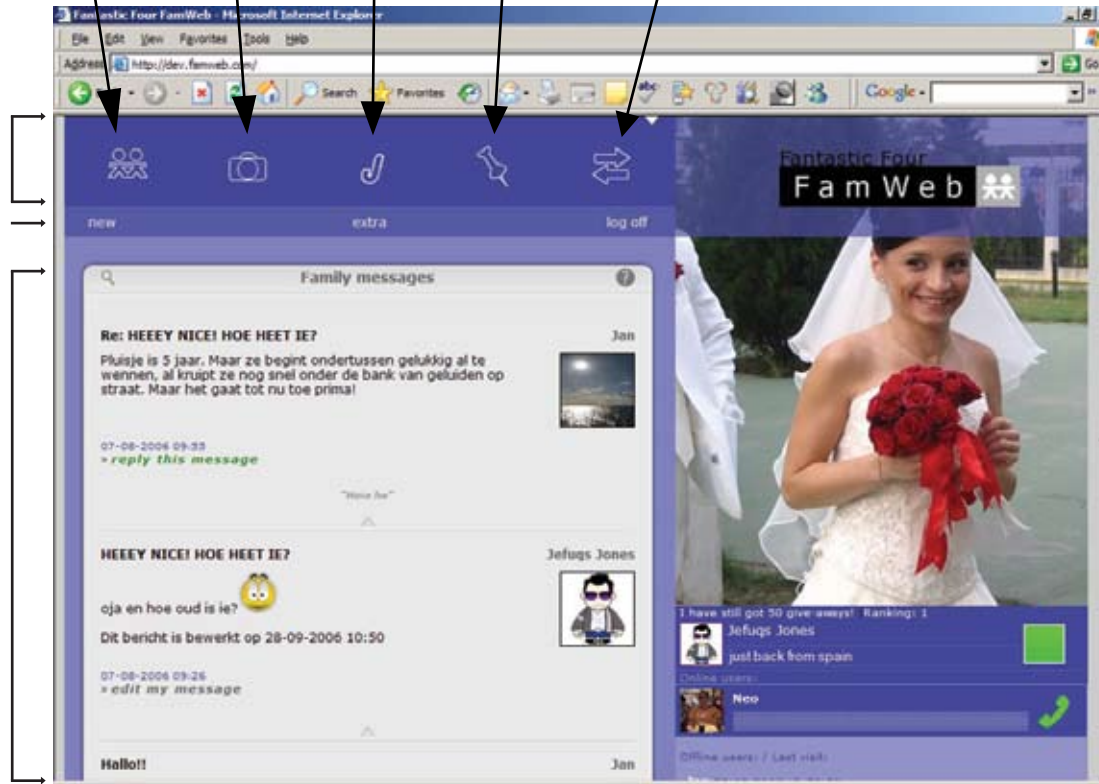 Fantastic Four FamWeb - Microsoft Internet Explorer
File Edit View Favorites Tools Help
Address http://dev.famweb.com/
Go
Search Favorites
Google
Fantastic Four
FamWeb
new extra log off
Family messages
Re: HEEEY NICE! HOE HEET IE? Jan
Pluisje is 5 jaar. Maar ze begint ondertussen gelukkig al te
wennen, al kruipt ze nog snel onder de bank van geluiden op
straat. Maar het gaat tot nu toe prima!
07-08-2006 09:
» reply this message
HEEEY NICE! HOE HEET IE? Jefuqs Jones
oja en hoe oud is ie?
Dit bericht is bewerkt op 28-09-2006 10:50
07-08-2006 09:26
» edit my message
Hallo!! Jan
I have still got 50 give aways! Ranking: 1
Jefuqs Jones
just back from spain
Online users:
Neo
Offline users: / Last visit: